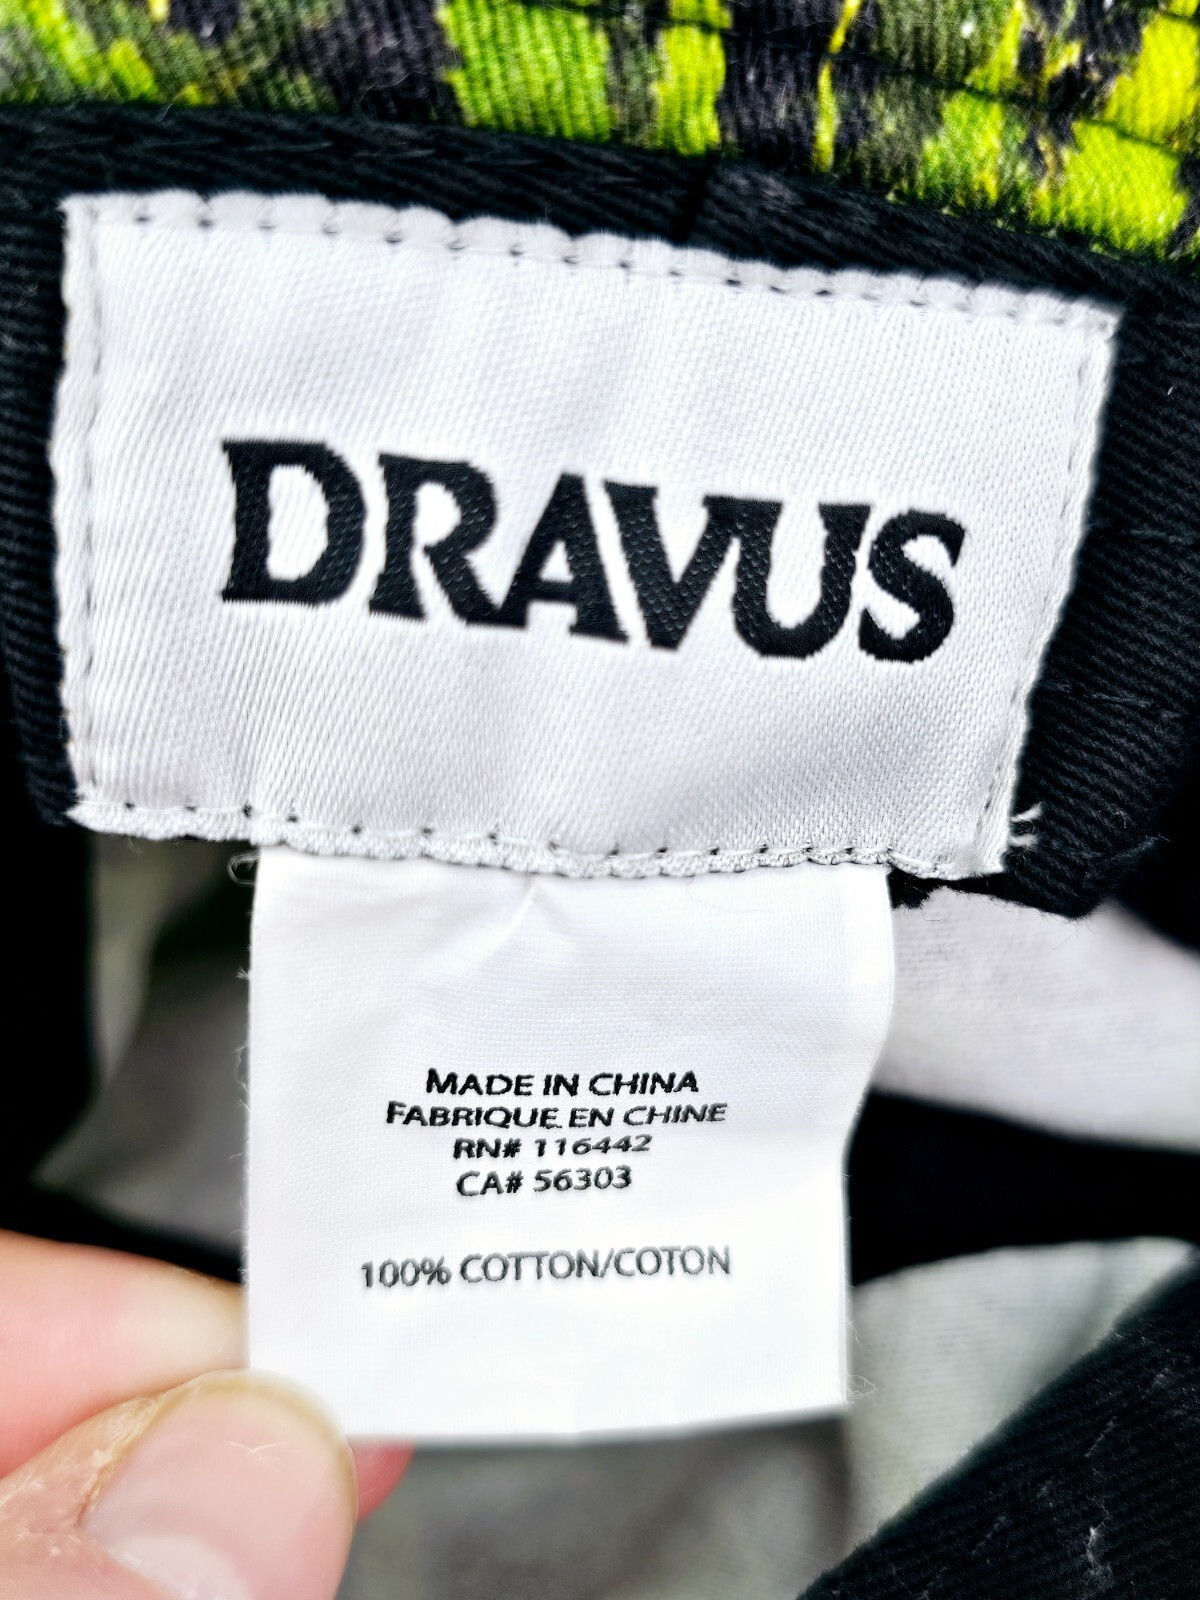 DRAVUS
MADE IN CHINA
FABRIQUE EN CHINE
RN# 116442
CA# 56303
100% COTTON/COTON